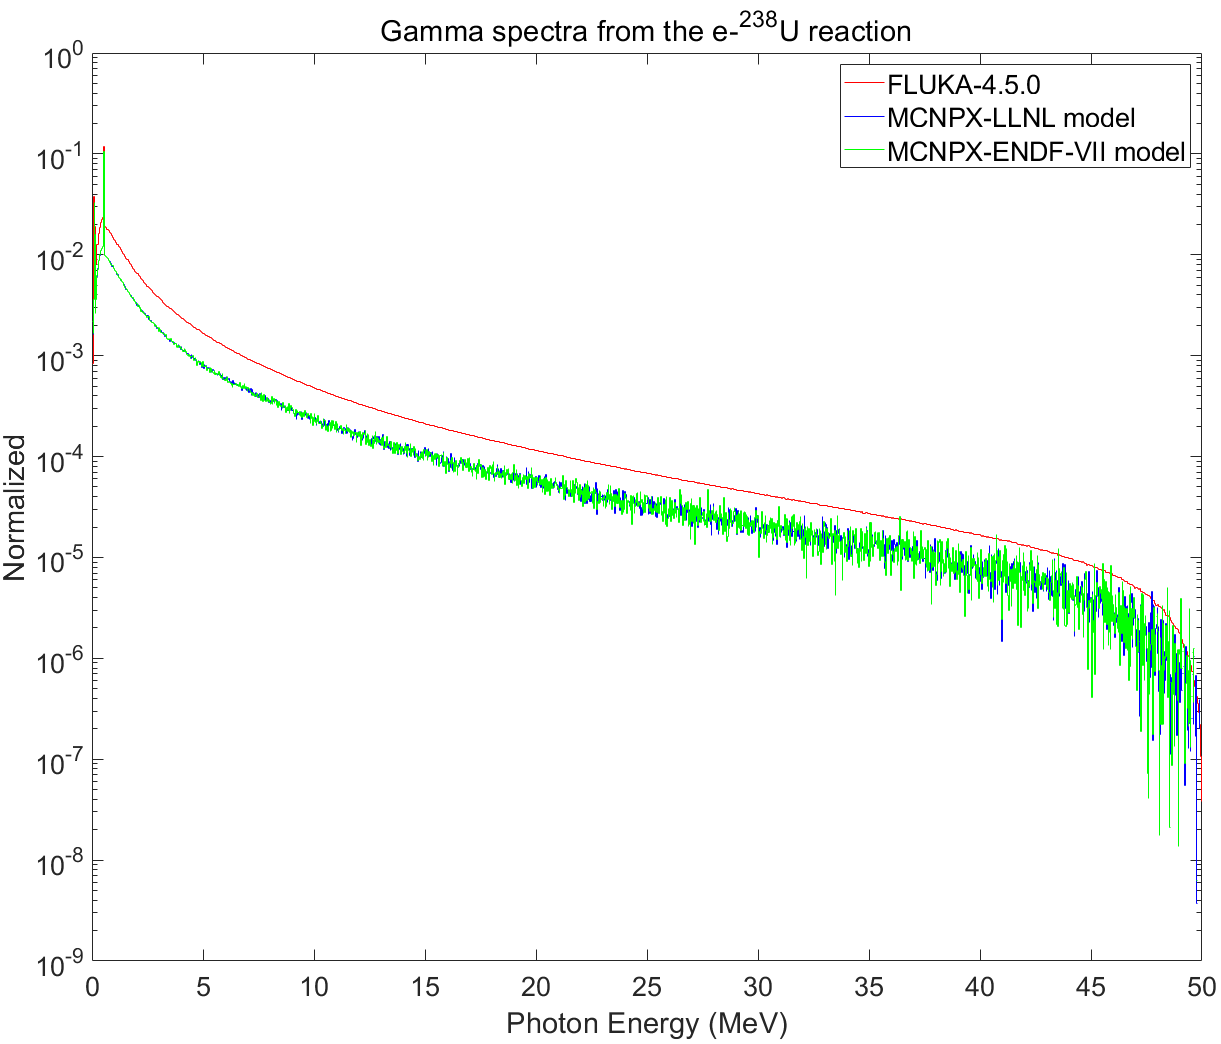 Gamma spectra from the e-²³⁸U reaction
FLUKA-4.5.0
MCNPX-LLNL model
MCNPX-ENDF-VII model
Normalized
10⁰
10⁻¹
10⁻²
10⁻³
10⁻⁴
10⁻⁵
10⁻⁶
10⁻⁷
10⁻⁸
10⁻⁹
0 5 10 15 20 25 30 35 40 45 50
Photon Energy (MeV)